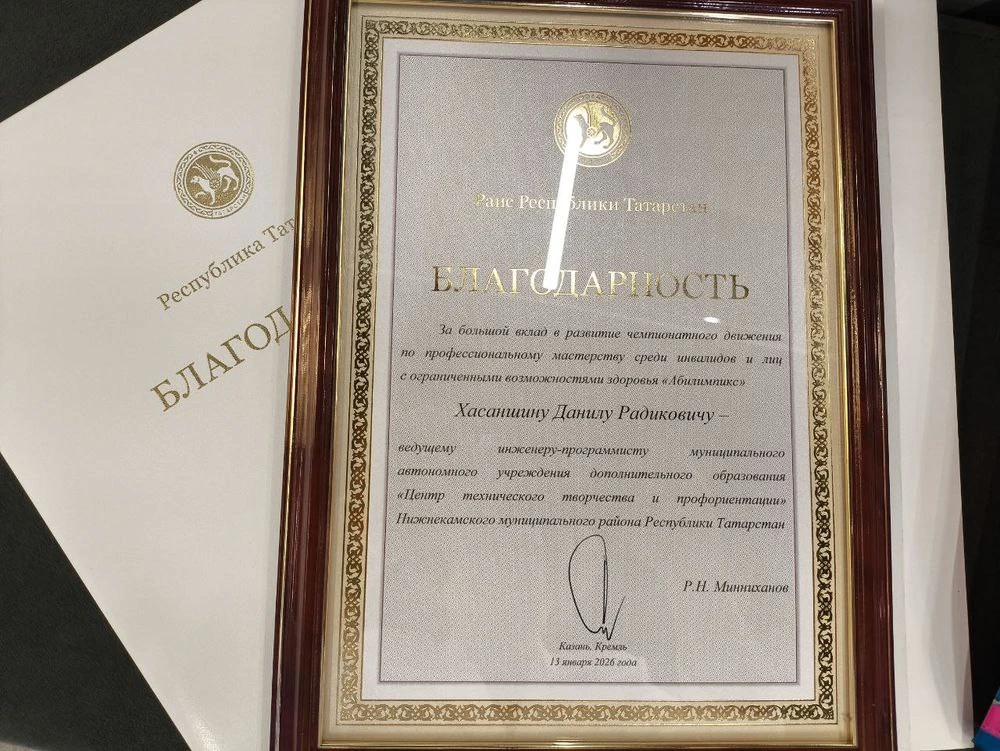 ТАТАРСТАН
Республика Тат
БЛАГОД
Раис Республики Татарстан
БЛАГОДАРНОСТЬ
За большой вклад в развитие чемпионатного движения
по профессиональному мастерству среди инвалидов и лиц
с ограниченными возможностями здоровья «Абилимпикс»
Хасаншину Данилу Радиковичу –
ведущему инженеру-программисту муниципального
автономного учреждения дополнительного образования
«Центр технического творчества и профориентации»
Нижнекамского муниципального района Республики Татарстан
Р.Н. Минниханов
Казань, Кремль
13 января 2026 года